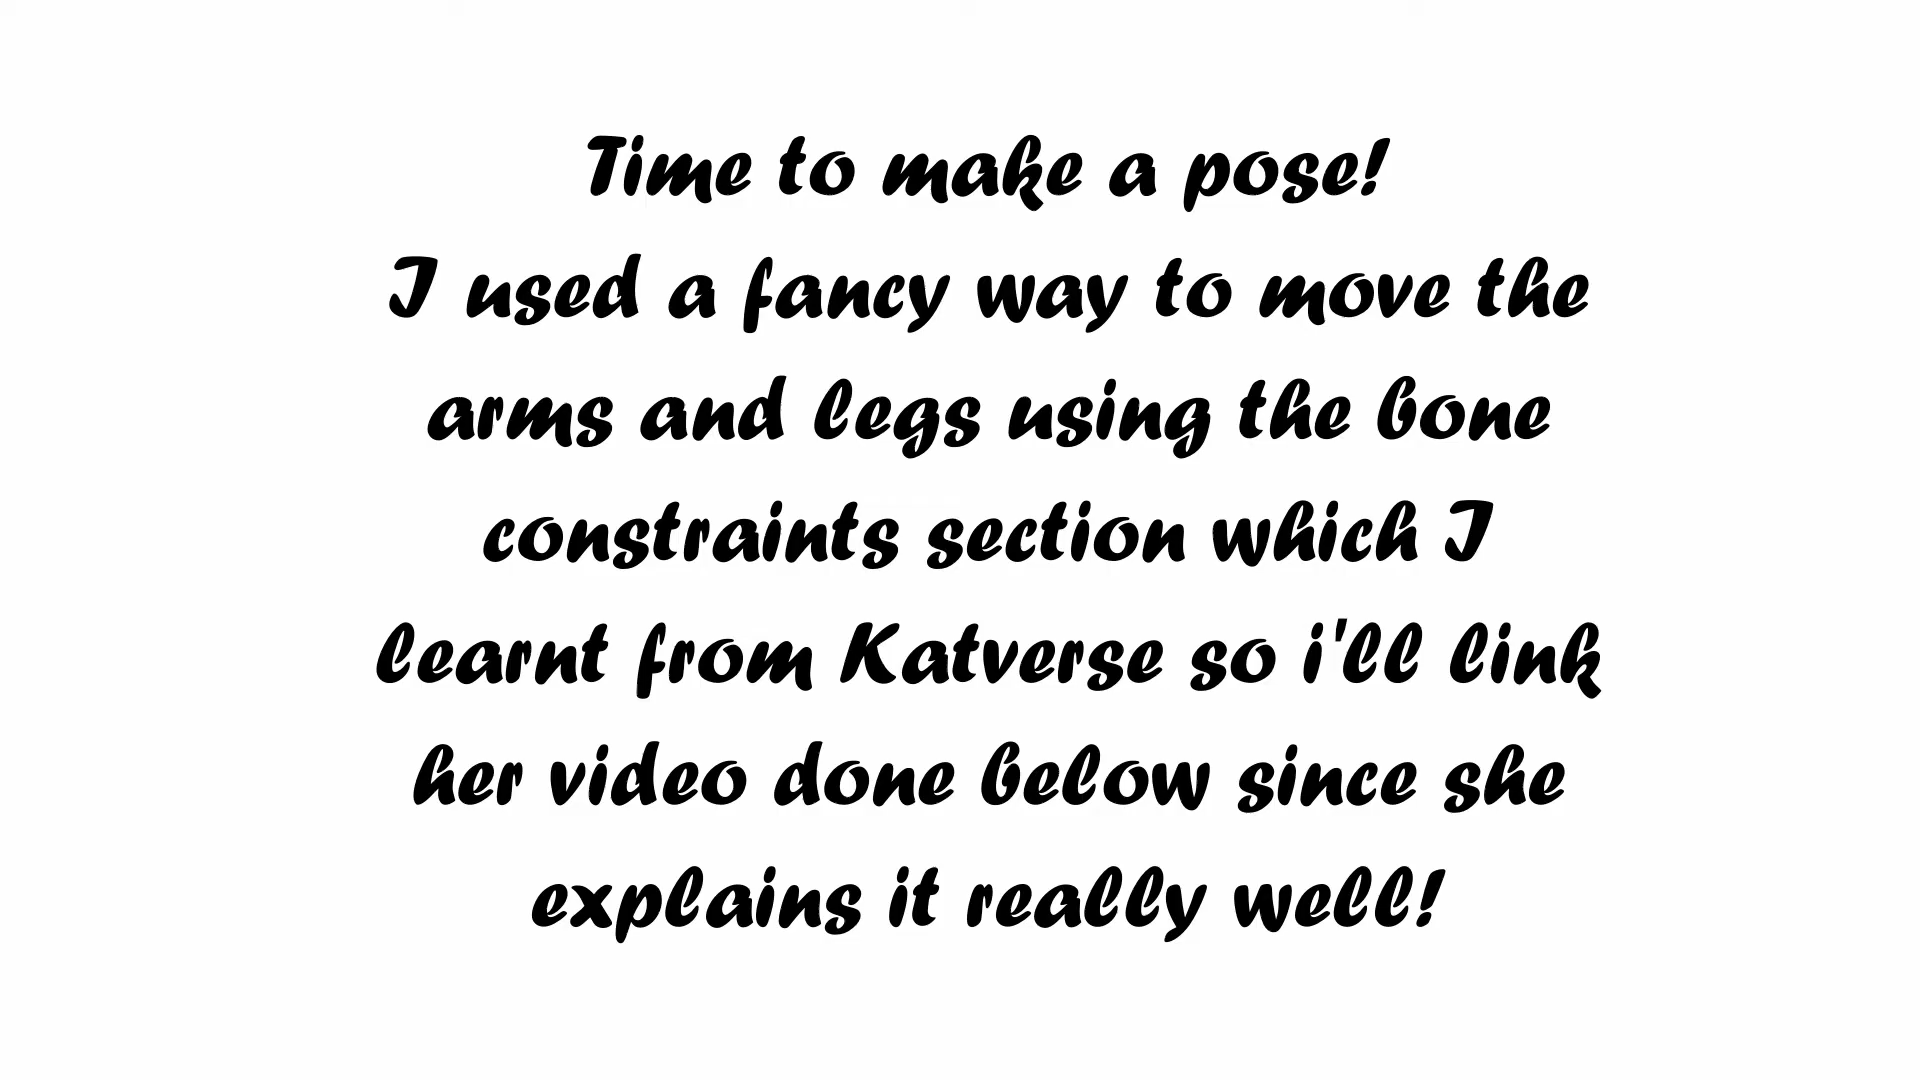 Time to make a pose!
I used a fancy way to move the
arms and legs using the bone
constraints section which I
learnt from Katverse so i'll link
her video done below since she
explains it really well!